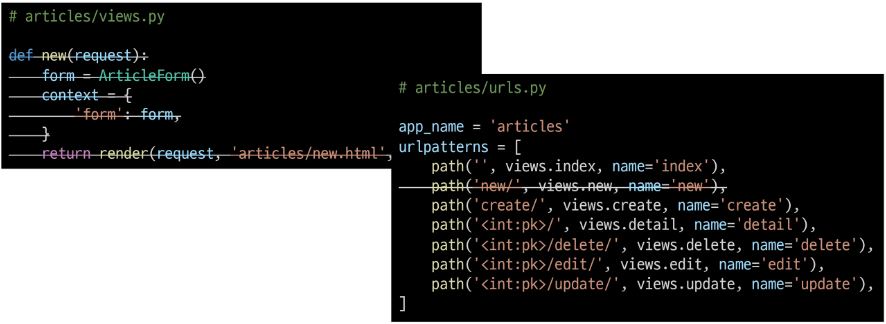 # articles/views.py
def new(request):
    form = ArticleForm()
    context = {
        'form': form,
    }
    return render(request, 'articles/new.html',
# articles/urls.py
app_name = 'articles'
urlpatterns = [
    path('', views.index, name='index'),
    path('new/', views.new, name='new'),
    path('create/', views.create, name='create'),
    path('<int:pk>/', views.detail, name='detail'),
    path('<int:pk>/delete/', views.delete, name='delete'),
    path('<int:pk>/edit/', views.edit, name='edit'),
    path('<int:pk>/update/', views.update, name='update'),
]